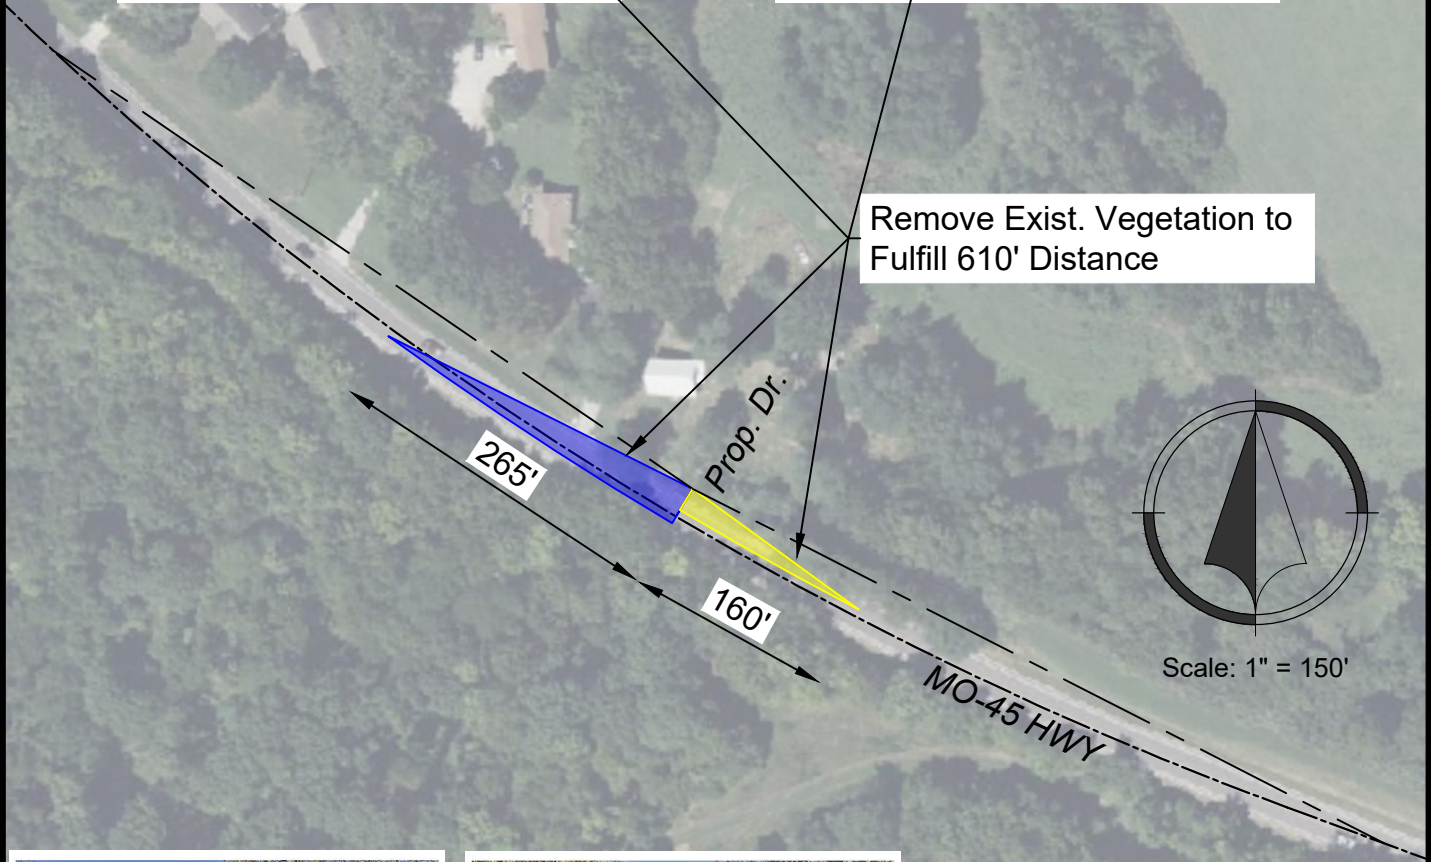 Remove Exist. Vegetation to
Fulfill 610' Distance
Prop. Dr.
265'
160'
MO-45 HWY
Scale: 1" = 150'